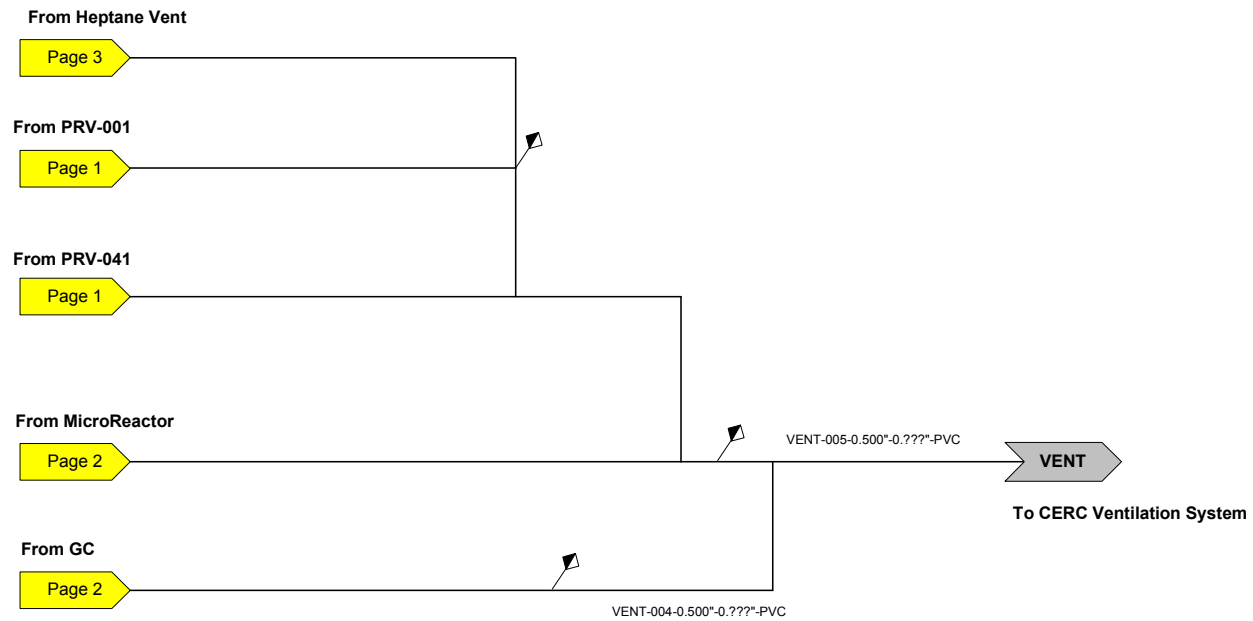 From Heptane Vent
Page 3
From PRV-001
Page 1
From PRV-041
Page 1
From MicroReactor
Page 2
VENT-005-0.500"-0.???"-PVC
VENT
To CERC Ventilation System
From GC
Page 2
VENT-004-0.500"-0.???"-PVC